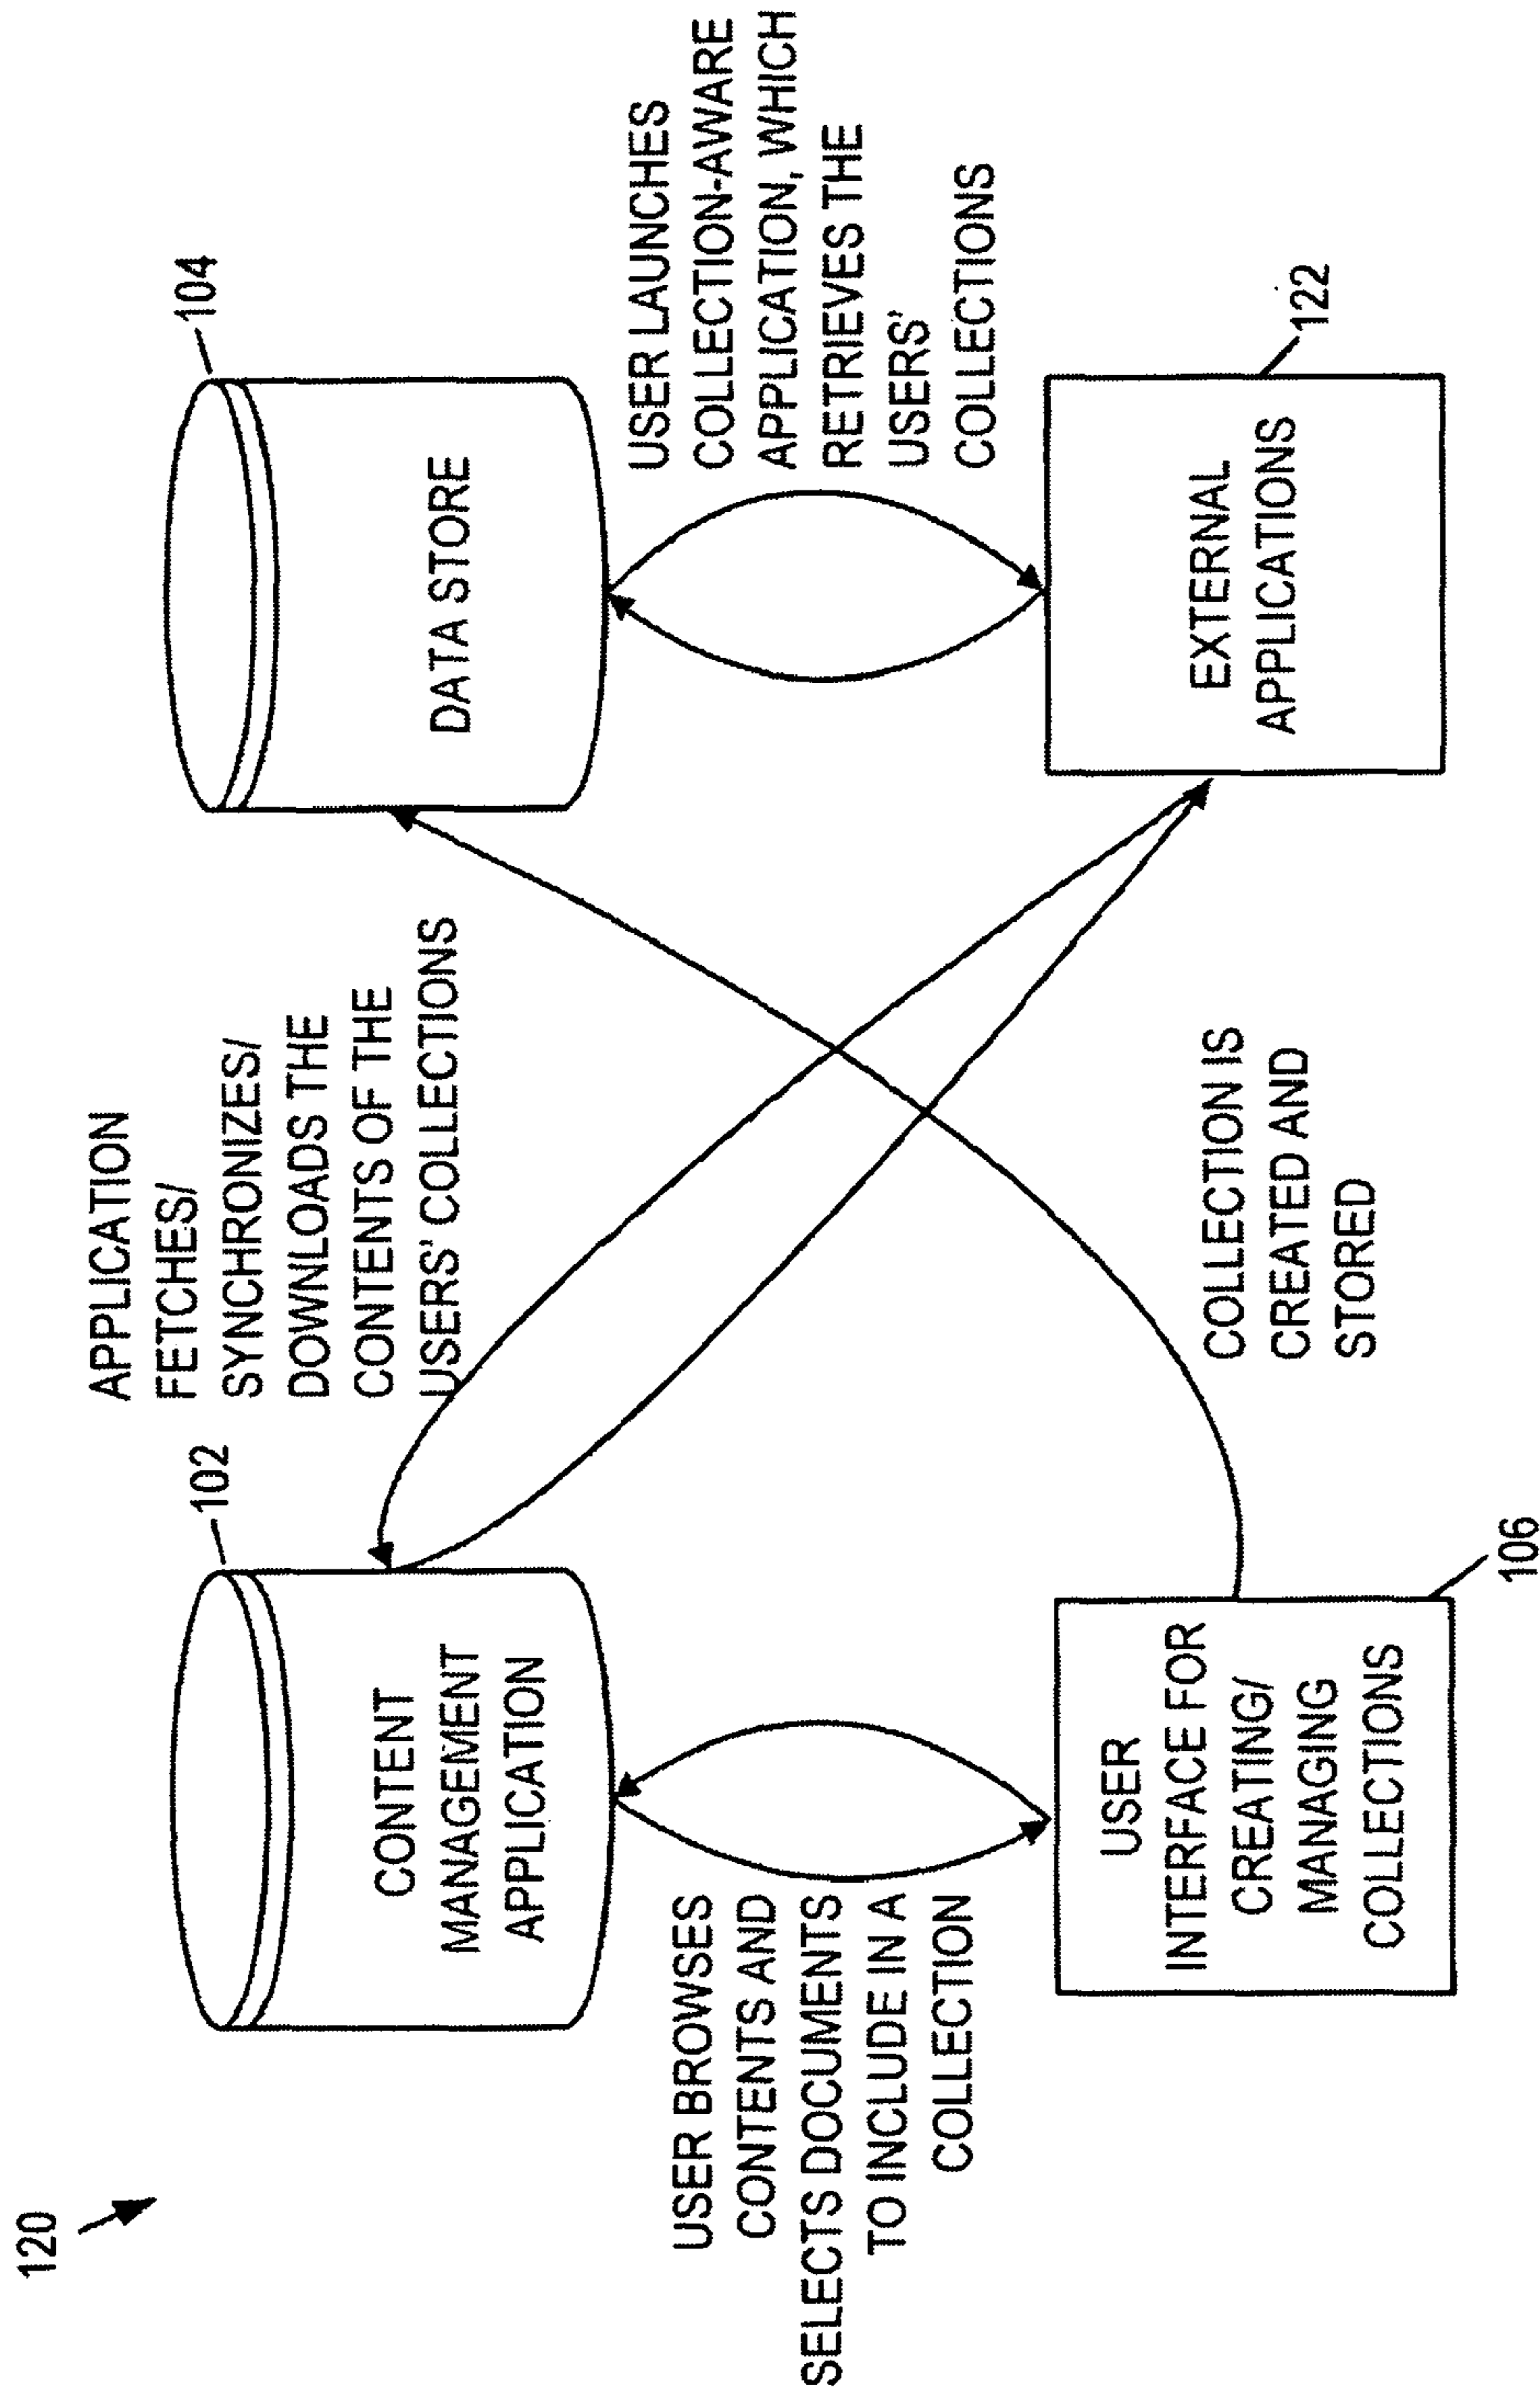 120
102
CONTENT
MANAGEMENT
APPLICATION
APPLICATION
FETCHES/
SYNCHRONIZES/
DOWNLOADS THE
CONTENTS OF THE
USERS' COLLECTIONS
104
DATA STORE
USER BROWSES
CONTENTS AND
SELECTS DOCUMENTS
TO INCLUDE IN A
COLLECTION
USER LAUNCHES
COLLECTION-AWARE
APPLICATION, WHICH
RETRIEVES THE
USERS'
COLLECTIONS
USER
INTERFACE FOR
CREATING/
MANAGING
COLLECTIONS
106
COLLECTION IS
CREATED AND
STORED
EXTERNAL
APPLICATIONS
122